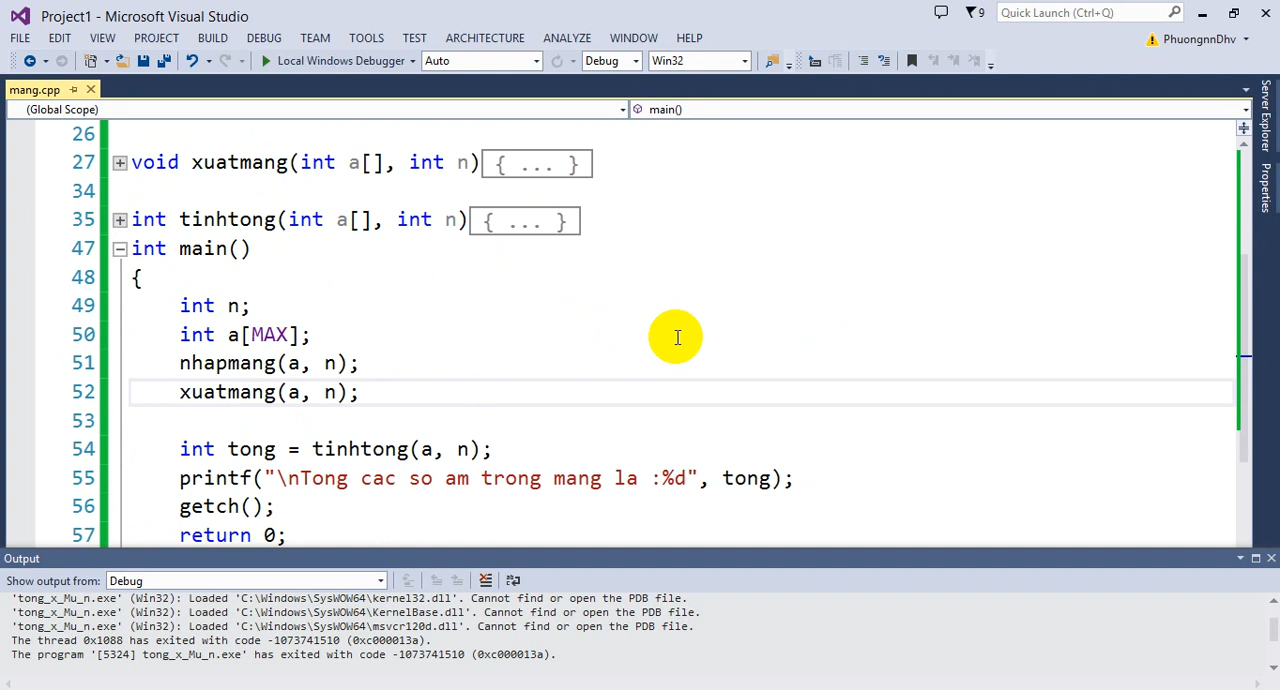 Project1 - Microsoft Visual Studio
9
Quick Launch (Ctrl+Q)
FILE EDIT VIEW PROJECT BUILD DEBUG TEAM TOOLS TEST ARCHITECTURE ANALYZE WINDOW HELP
PhuongnnDhv
Local Windows Debugger Auto Debug Win32
mang.cpp
(Global Scope) main()
Server Explorer
Properties
26
27 void xuatmang(int a[], int n){ ... }
34
35 int tinhtong(int a[], int n){ ... }
47 int main()
48 {
49 int n;
50 int a[MAX];
51 nhapmang(a, n);
52 xuatmang(a, n);
53
54 int tong = tinhtong(a, n);
55 printf("\nTong cac so am trong mang la :%d", tong);
56 getch();
57 return 0;
Output
Show output from: Debug
'tong_x_Mu_n.exe' (Win32): Loaded 'C:\Windows\SysWOW64\kernel32.dll'. Cannot find or open the PDB file.
'tong_x_Mu_n.exe' (Win32): Loaded 'C:\Windows\SysWOW64\KernelBase.dll'. Cannot find or open the PDB file.
'tong_x_Mu_n.exe' (Win32): Loaded 'C:\Windows\SysWOW64\msvcr120d.dll'. Cannot find or open the PDB file.
The thread 0x1088 has exited with code -1073741510 (0xc000013a).
The program '[5324] tong_x_Mu_n.exe' has exited with code -1073741510 (0xc000013a).